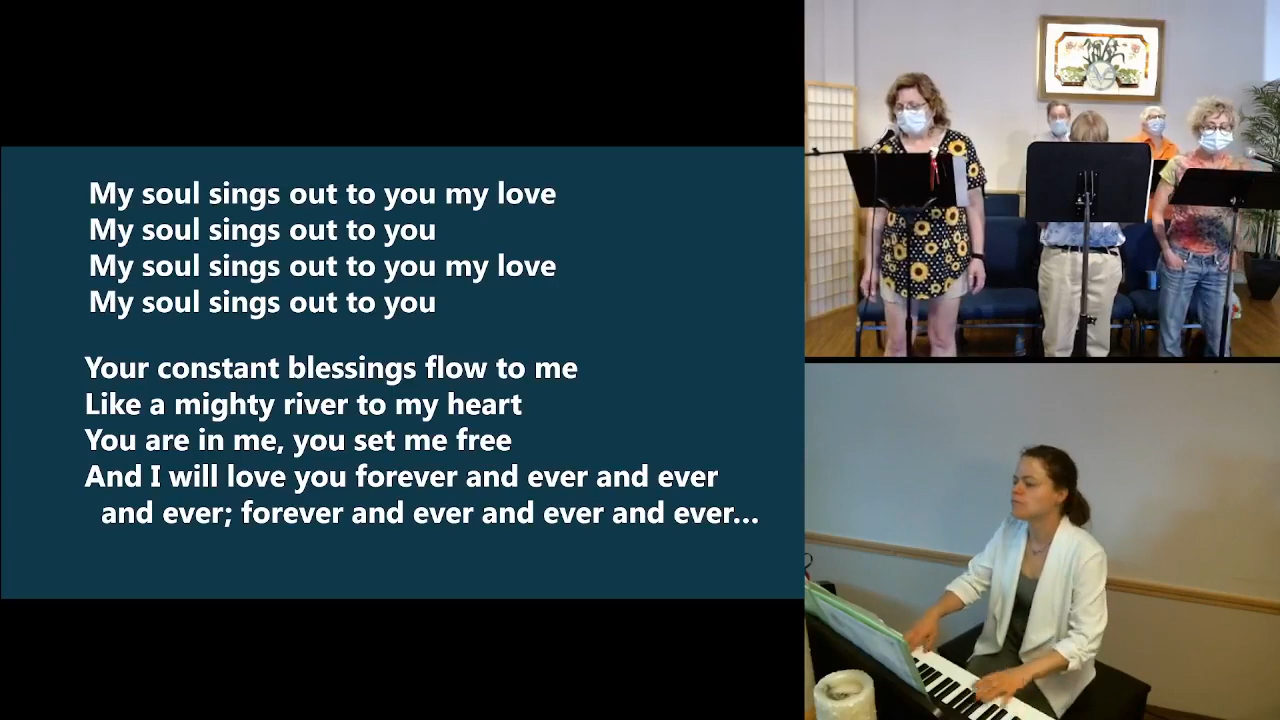 My soul sings out to you my love
My soul sings out to you
My soul sings out to you my love
My soul sings out to you
Your constant blessings flow to me
Like a mighty river to my heart
You are in me, you set me free
And I will love you forever and ever and ever
and ever; forever and ever and ever and ever...